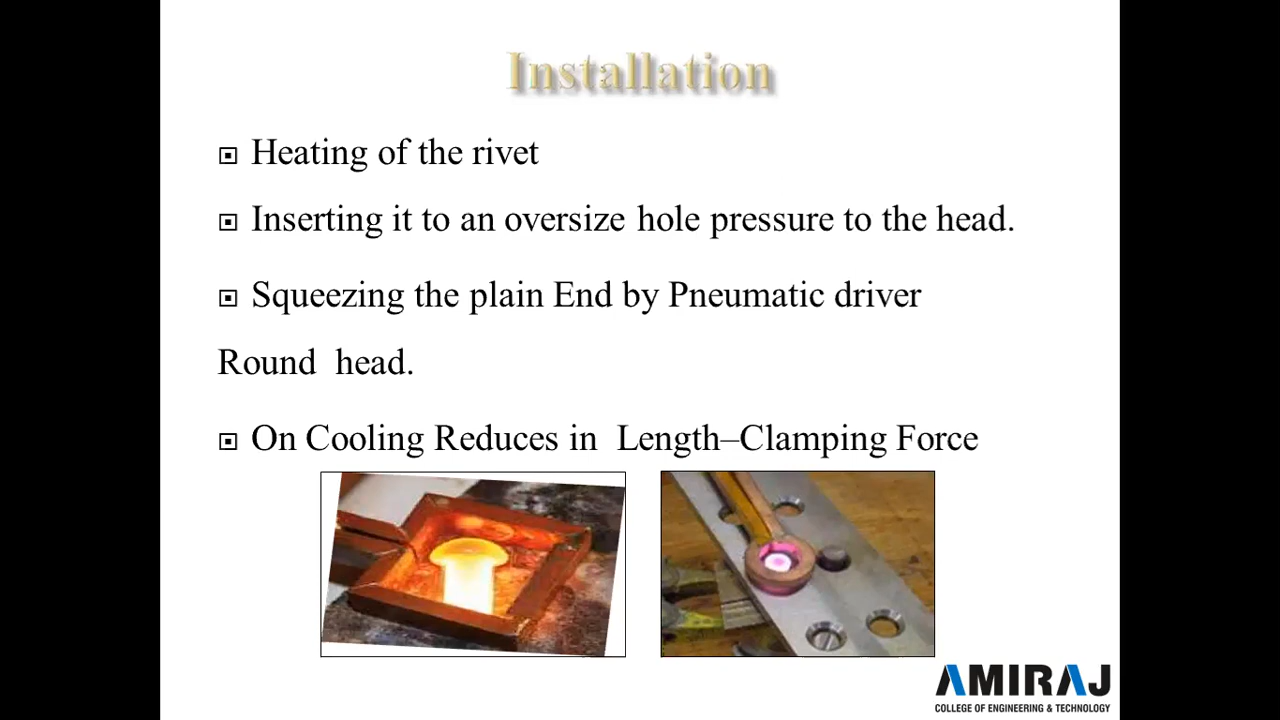 Installation
Heating of the rivet
Inserting it to an oversize hole pressure to the head.
Squeezing the plain End by Pneumatic driver
Round head.
On Cooling Reduces in Length–Clamping Force
AMIRAJ
COLLEGE OF ENGINEERING & TECHNOLOGY